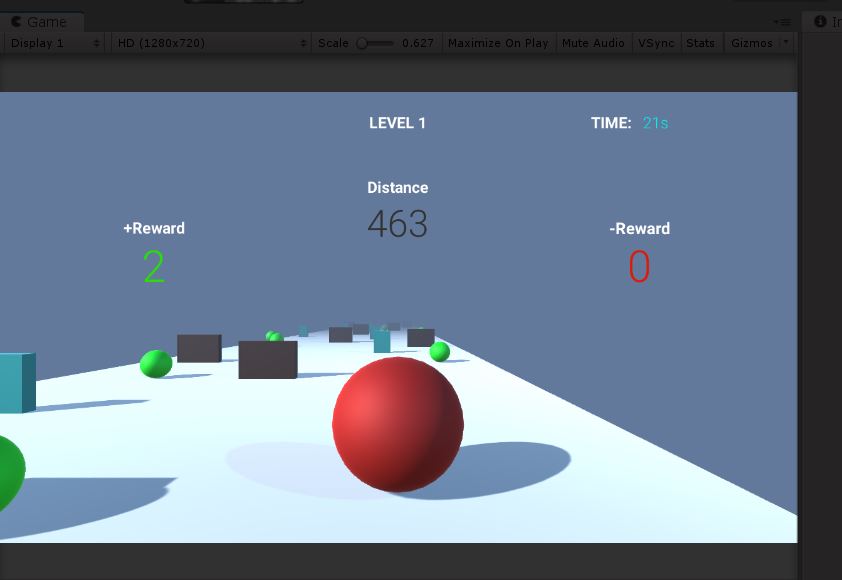 Game
Display 1 HD (1280x720) Scale 0.627 Maximize On Play Mute Audio VSync Stats Gizmos
LEVEL 1
TIME: 21s
Distance
463
+Reward
2
-Reward
0